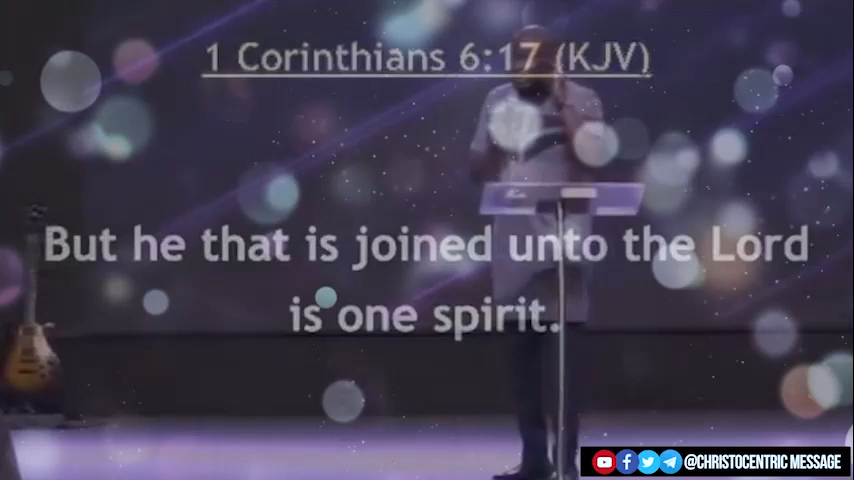 1 Corinthians 6:17 (KJV)
But he that is joined unto the Lord
is one spirit.
@CHRISTOCENTRIC MESSAGE